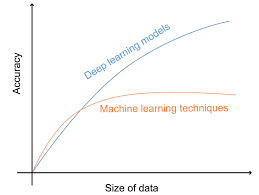 Accuracy
Deep learning models
Machine learning techniques
Size of data